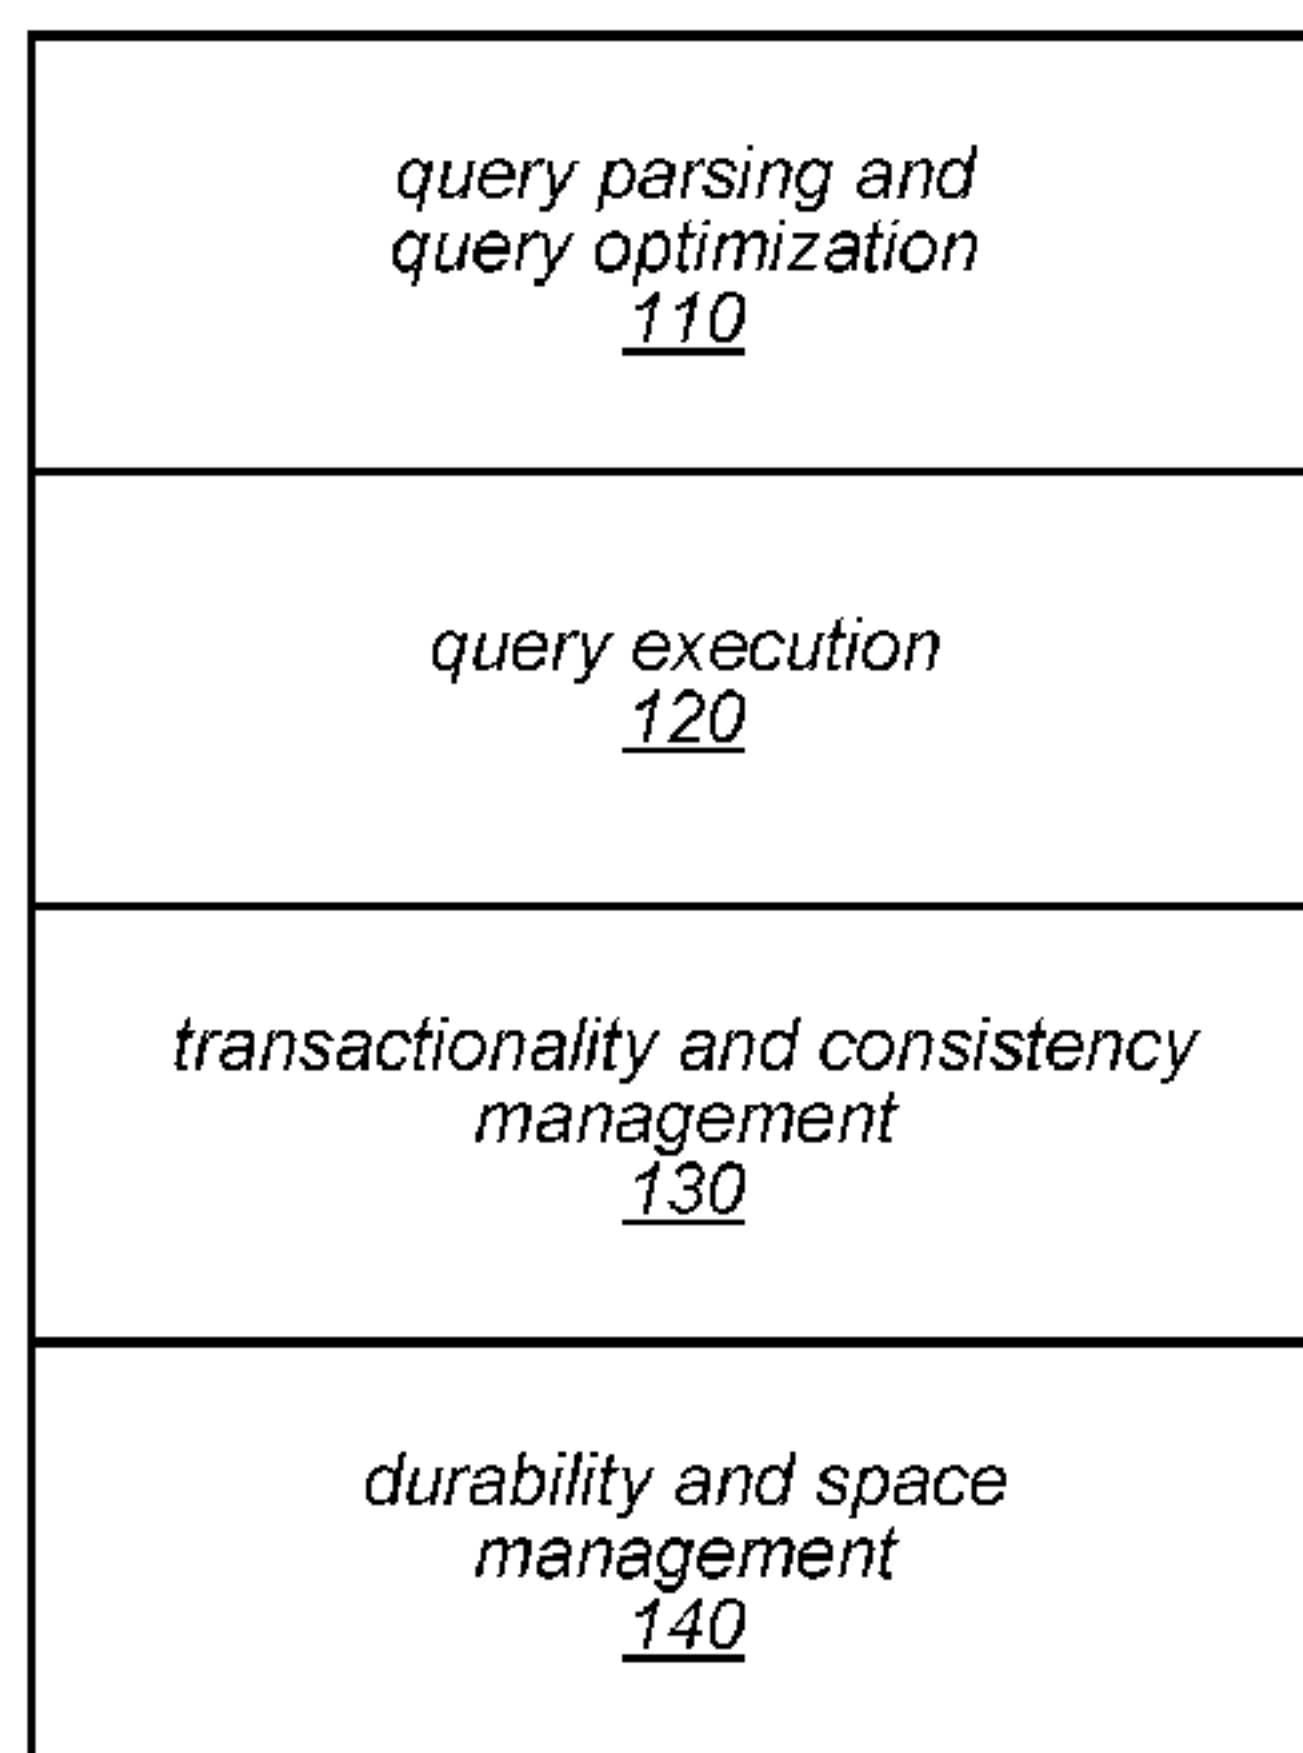 query parsing and
query optimization
110
query execution
120
transactionality and consistency
management
130
durability and space
management
140